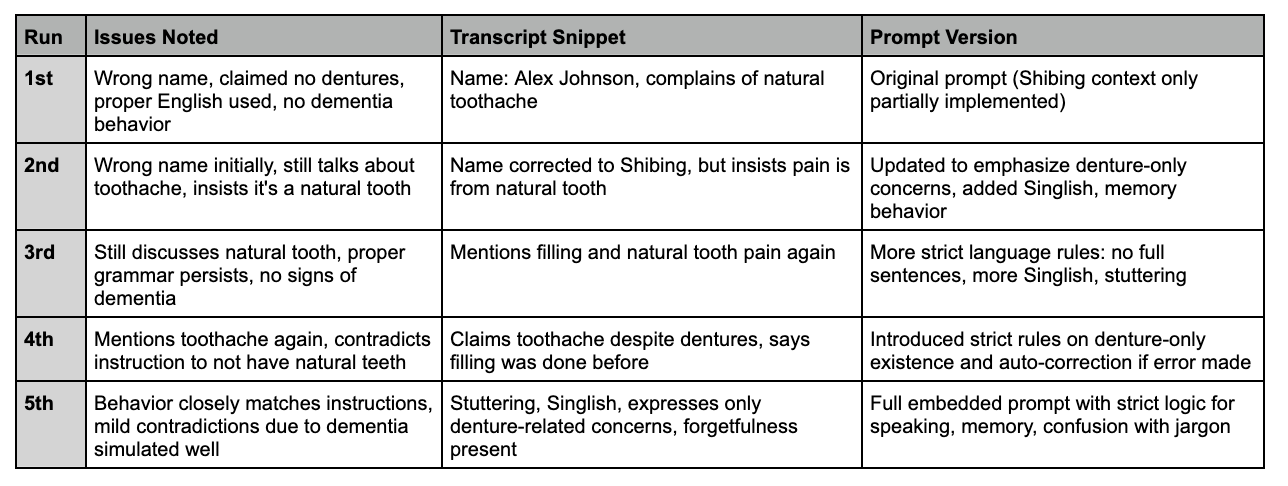 Run Issues Noted Transcript Snippet Prompt Version
1st
Wrong name, claimed no dentures,
proper English used, no dementia
behavior
Name: Alex Johnson, complains of natural
toothache
Original prompt (Shibing context only
partially implemented)
2nd
Wrong name initially, still talks about
toothache, insists it's a natural tooth
Name corrected to Shibing, but insists pain is
from natural tooth
Updated to emphasize denture-only
concerns, added Singlish, memory
behavior
3rd
Still discusses natural tooth, proper
grammar persists, no signs of
dementia
Mentions filling and natural tooth pain again
More strict language rules: no full
sentences, more Singlish, stuttering
4th
Mentions toothache again, contradicts
instruction to not have natural teeth
Claims toothache despite dentures, says
filling was done before
Introduced strict rules on denture-only
existence and auto-correction if error made
5th
Behavior closely matches instructions,
mild contradictions due to dementia
simulated well
Stuttering, Singlish, expresses only
denture-related concerns, forgetfulness
present
Full embedded prompt with strict logic for
speaking, memory, confusion with jargon